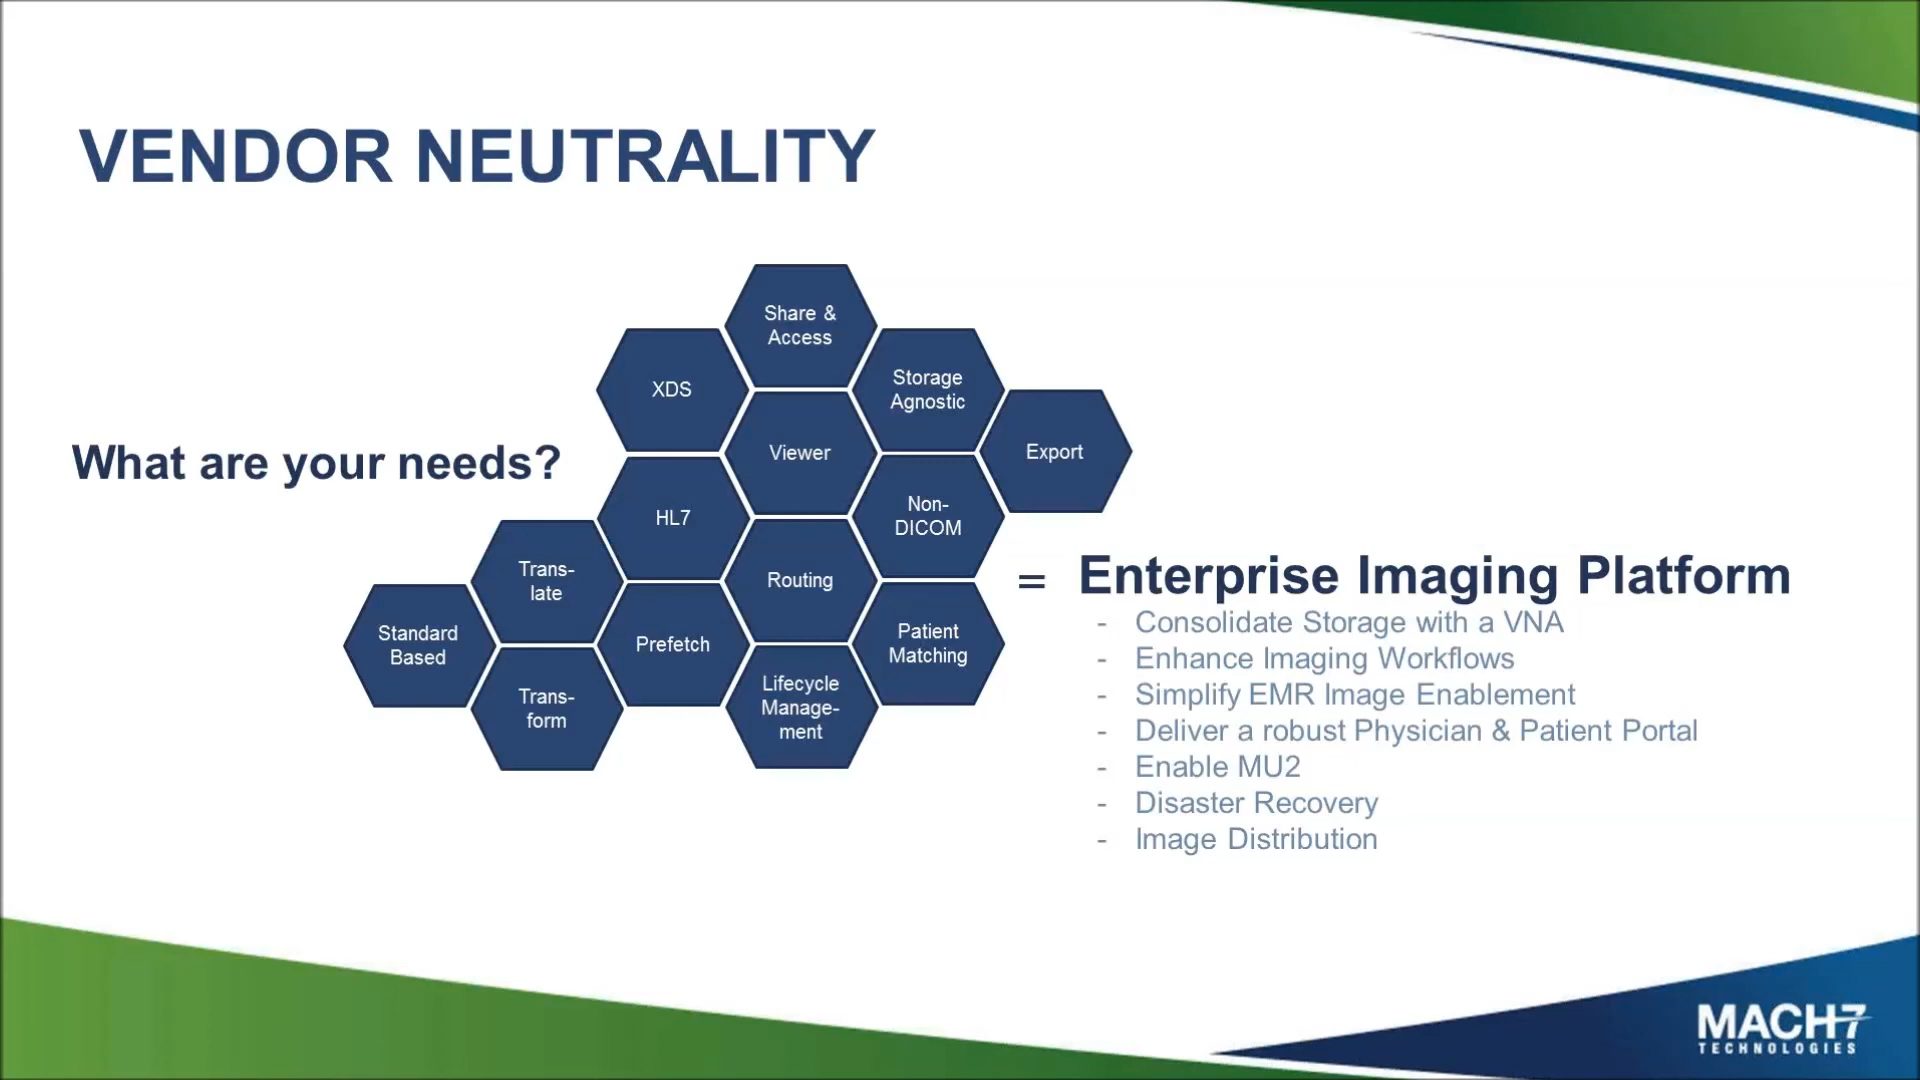 VENDOR NEUTRALITY
What are your needs?
Share &
Access
XDS
Storage
Agnostic
Viewer
Export
HL7
Non-
DICOM
Trans-
late
Routing
Standard
Based
Prefetch
Patient
Matching
Trans-
form
Lifecycle
Manage-
ment
= Enterprise Imaging Platform
- Consolidate Storage with a VNA
- Enhance Imaging Workflows
- Simplify EMR Image Enablement
- Deliver a robust Physician & Patient Portal
- Enable MU2
- Disaster Recovery
- Image Distribution
MACH7
TECHNOLOGIES